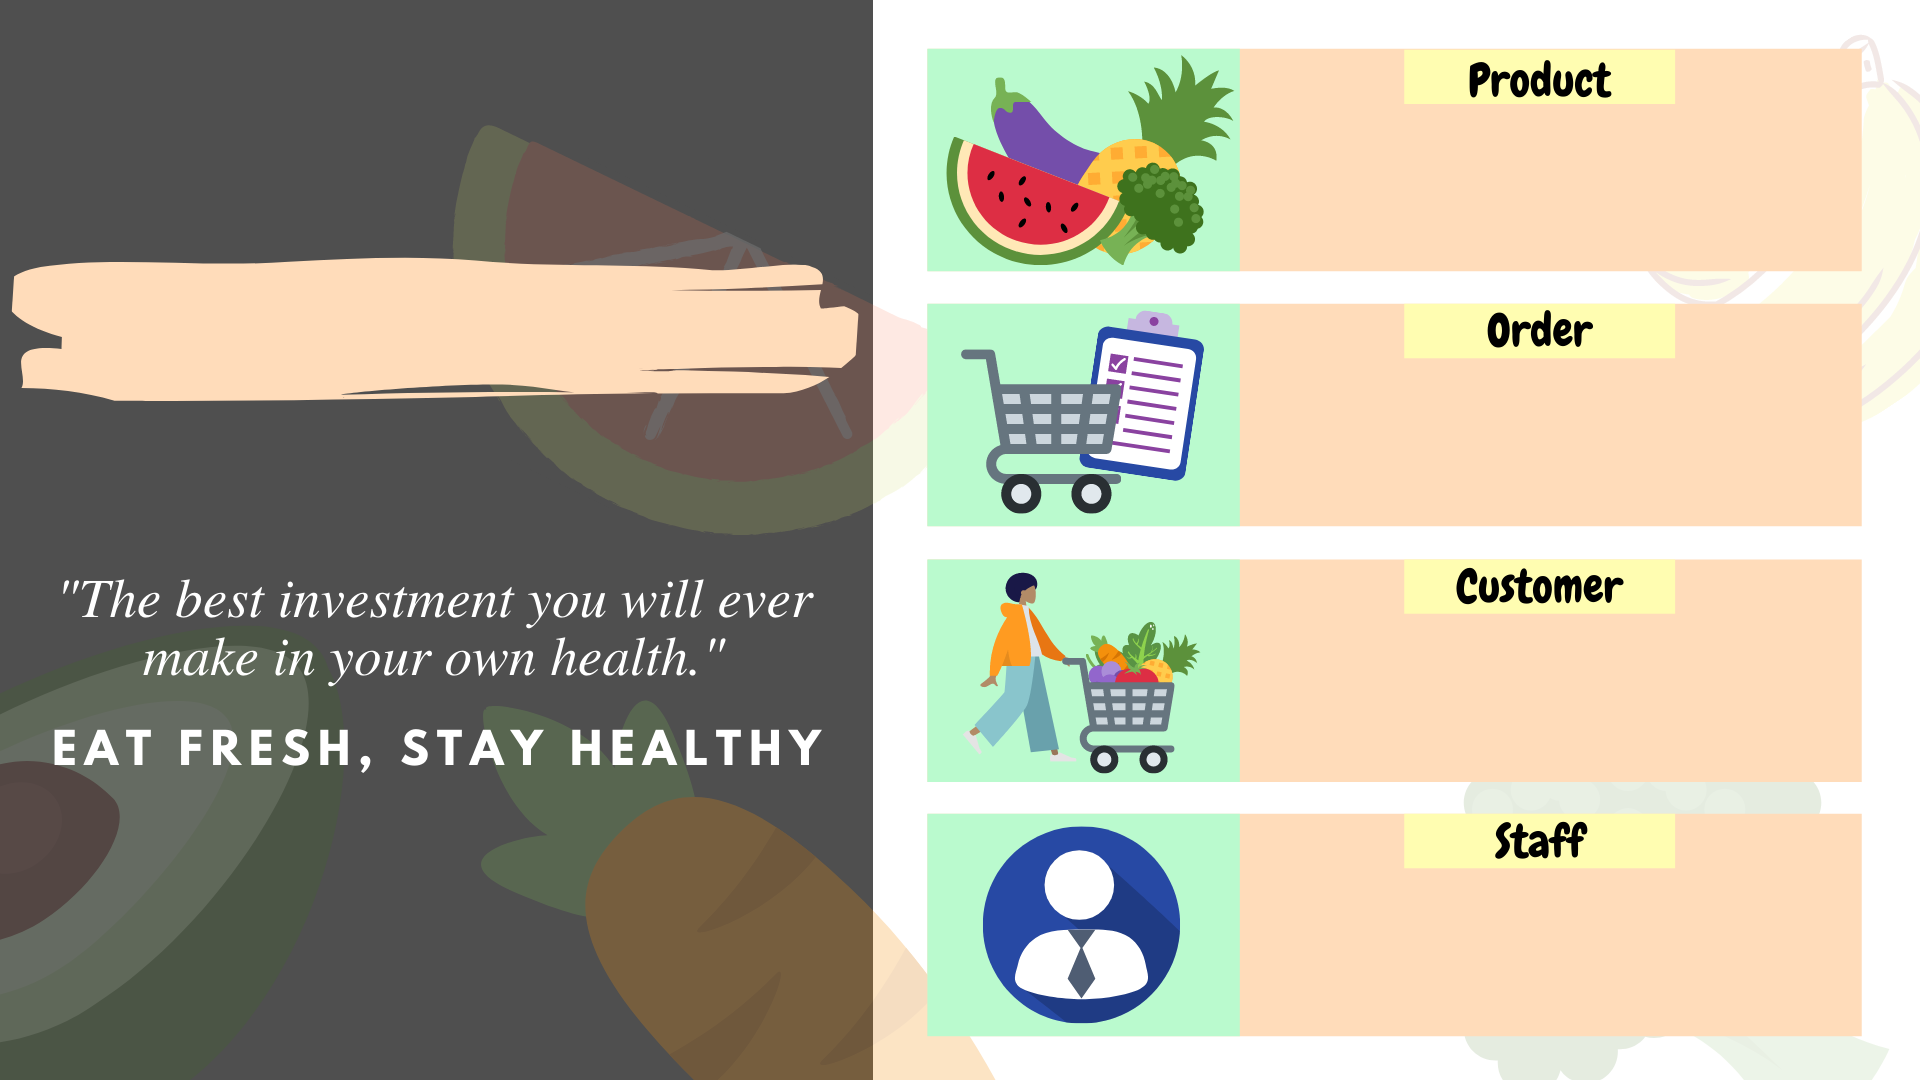 "The best investment you will ever
make in your own health."
EAT FRESH, STAY HEALTHY
Product
Order
Customer
Staff